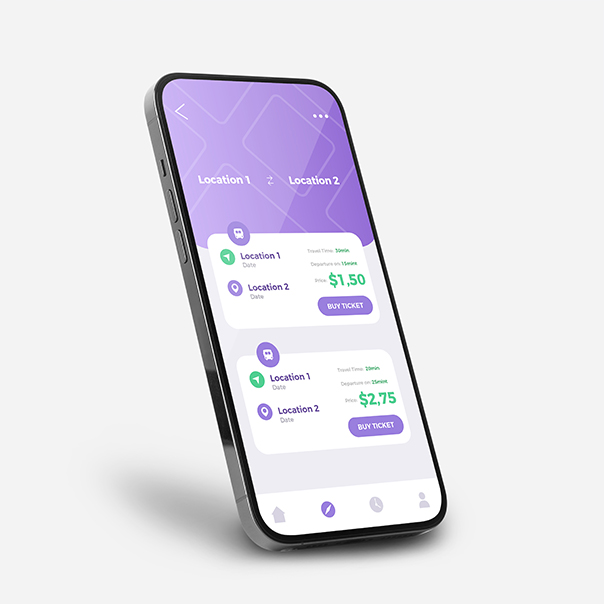 Location 1
Location 2
Location 1
Date
Travel Time: 30min
Departure on 15mins
Location 2
Date
Price: $1,50
BUY TICKET
Location 1
Date
Travel Time: 20min
Departure on 25mint
Location 2
Date
Price: $2,75
BUY TICKET